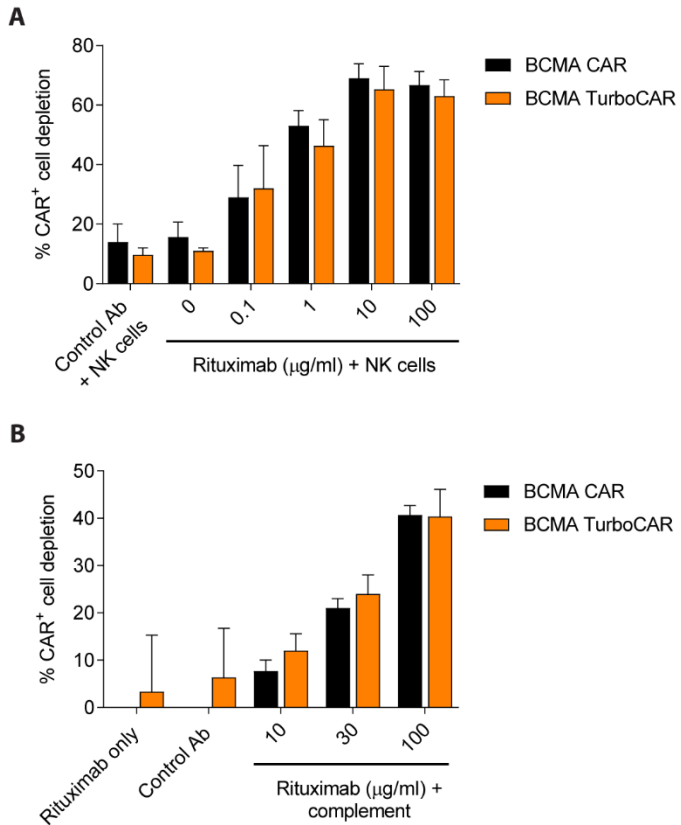 A
80
60
40
20
0
% CAR+ cell depletion
BCMA CAR
BCMA TurboCAR
Control Ab
+ NK cells
0
0.1
1
10
100
Rituximab (μg/ml) + NK cells
B
50
40
30
20
10
0
% CAR+ cell depletion
BCMA CAR
BCMA TurboCAR
Rituximab only
Control Ab
10
30
100
Rituximab (μg/ml) +
complement